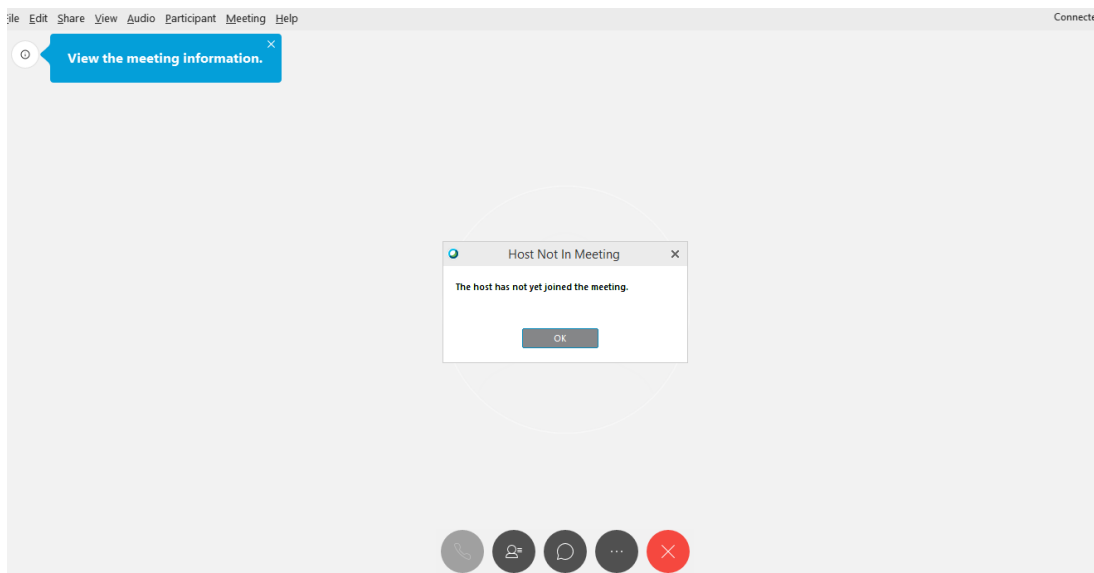 ile Edit Share View Audio Participant Meeting Help Connecte
View the meeting information.
Host Not In Meeting
The host has not yet joined the meeting.
OK